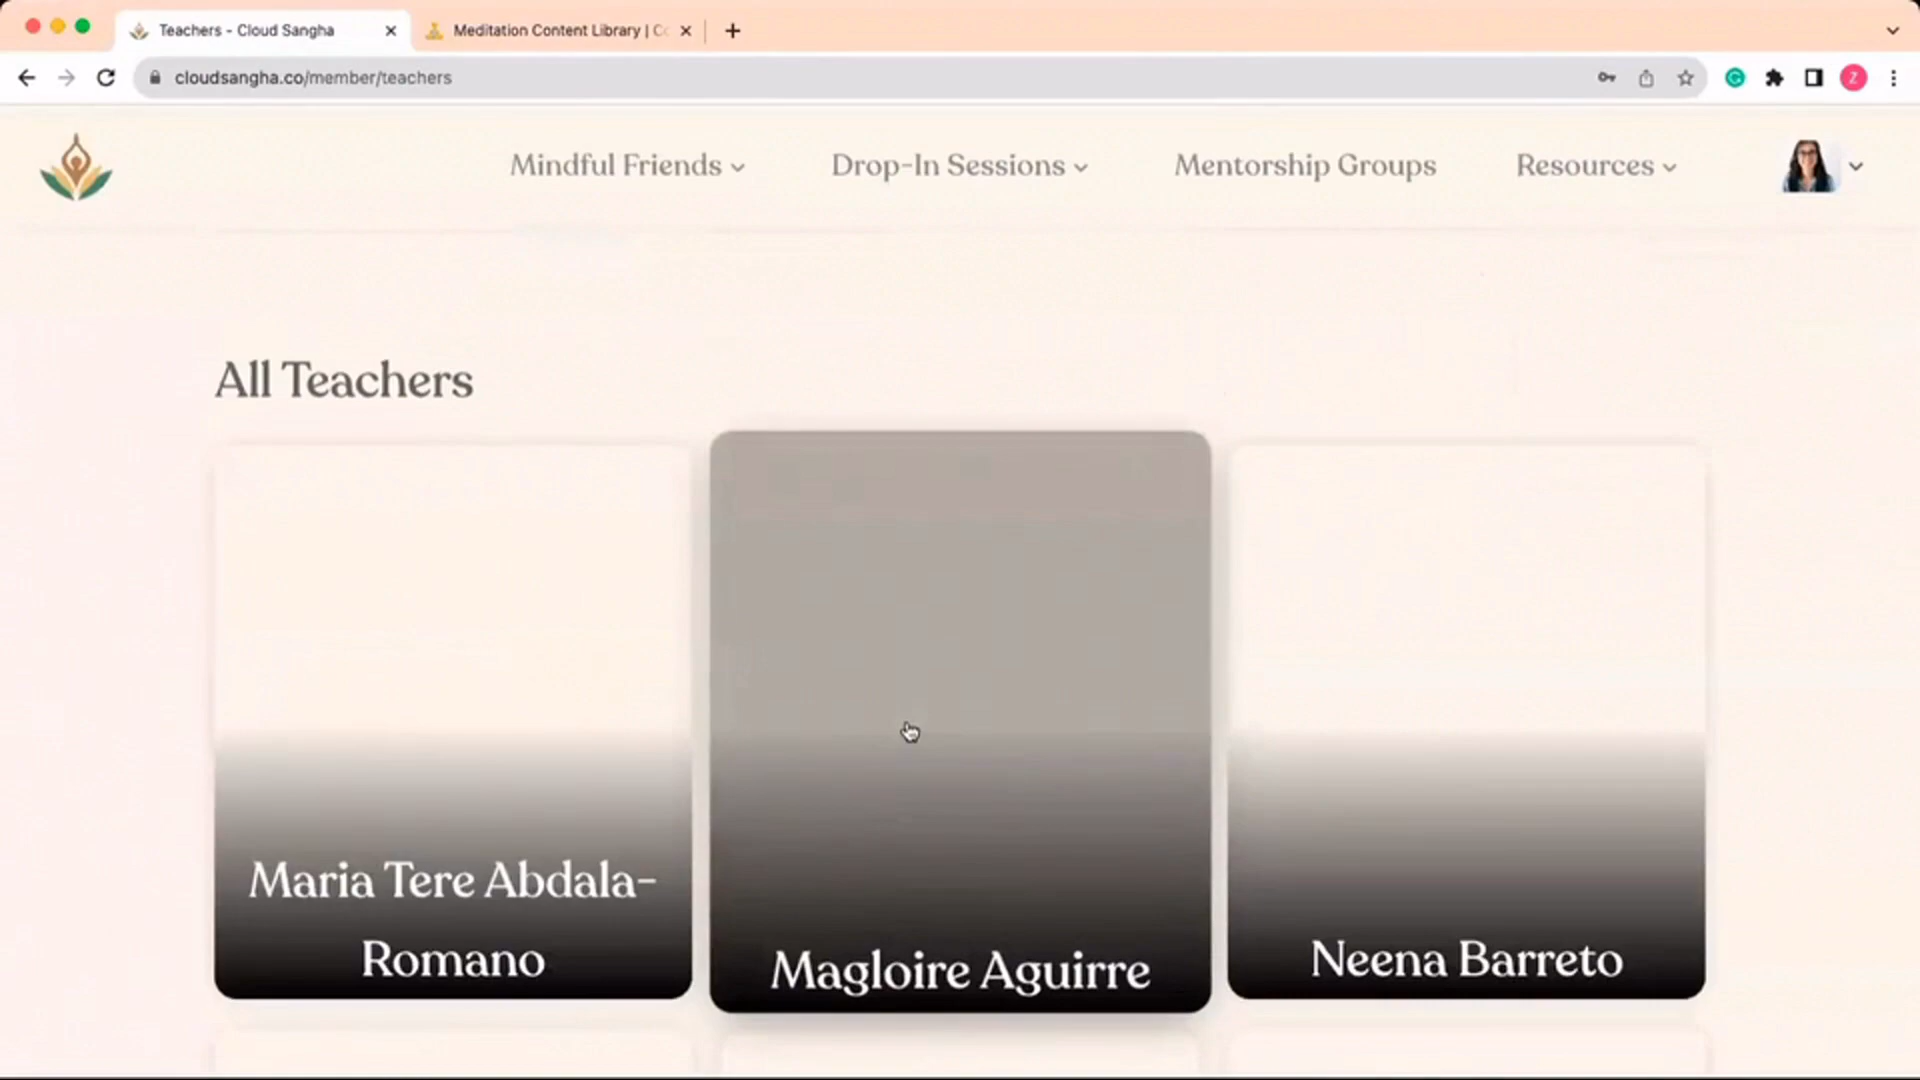 Teachers - Cloud Sangha
Meditation Content Library | Co
cloudsangha.co/member/teachers
Z
Mindful Friends
Drop-In Sessions
Mentorship Groups
Resources
All Teachers
Maria Tere Abdala-
Romano
Magloire Aguirre
Neena Barreto